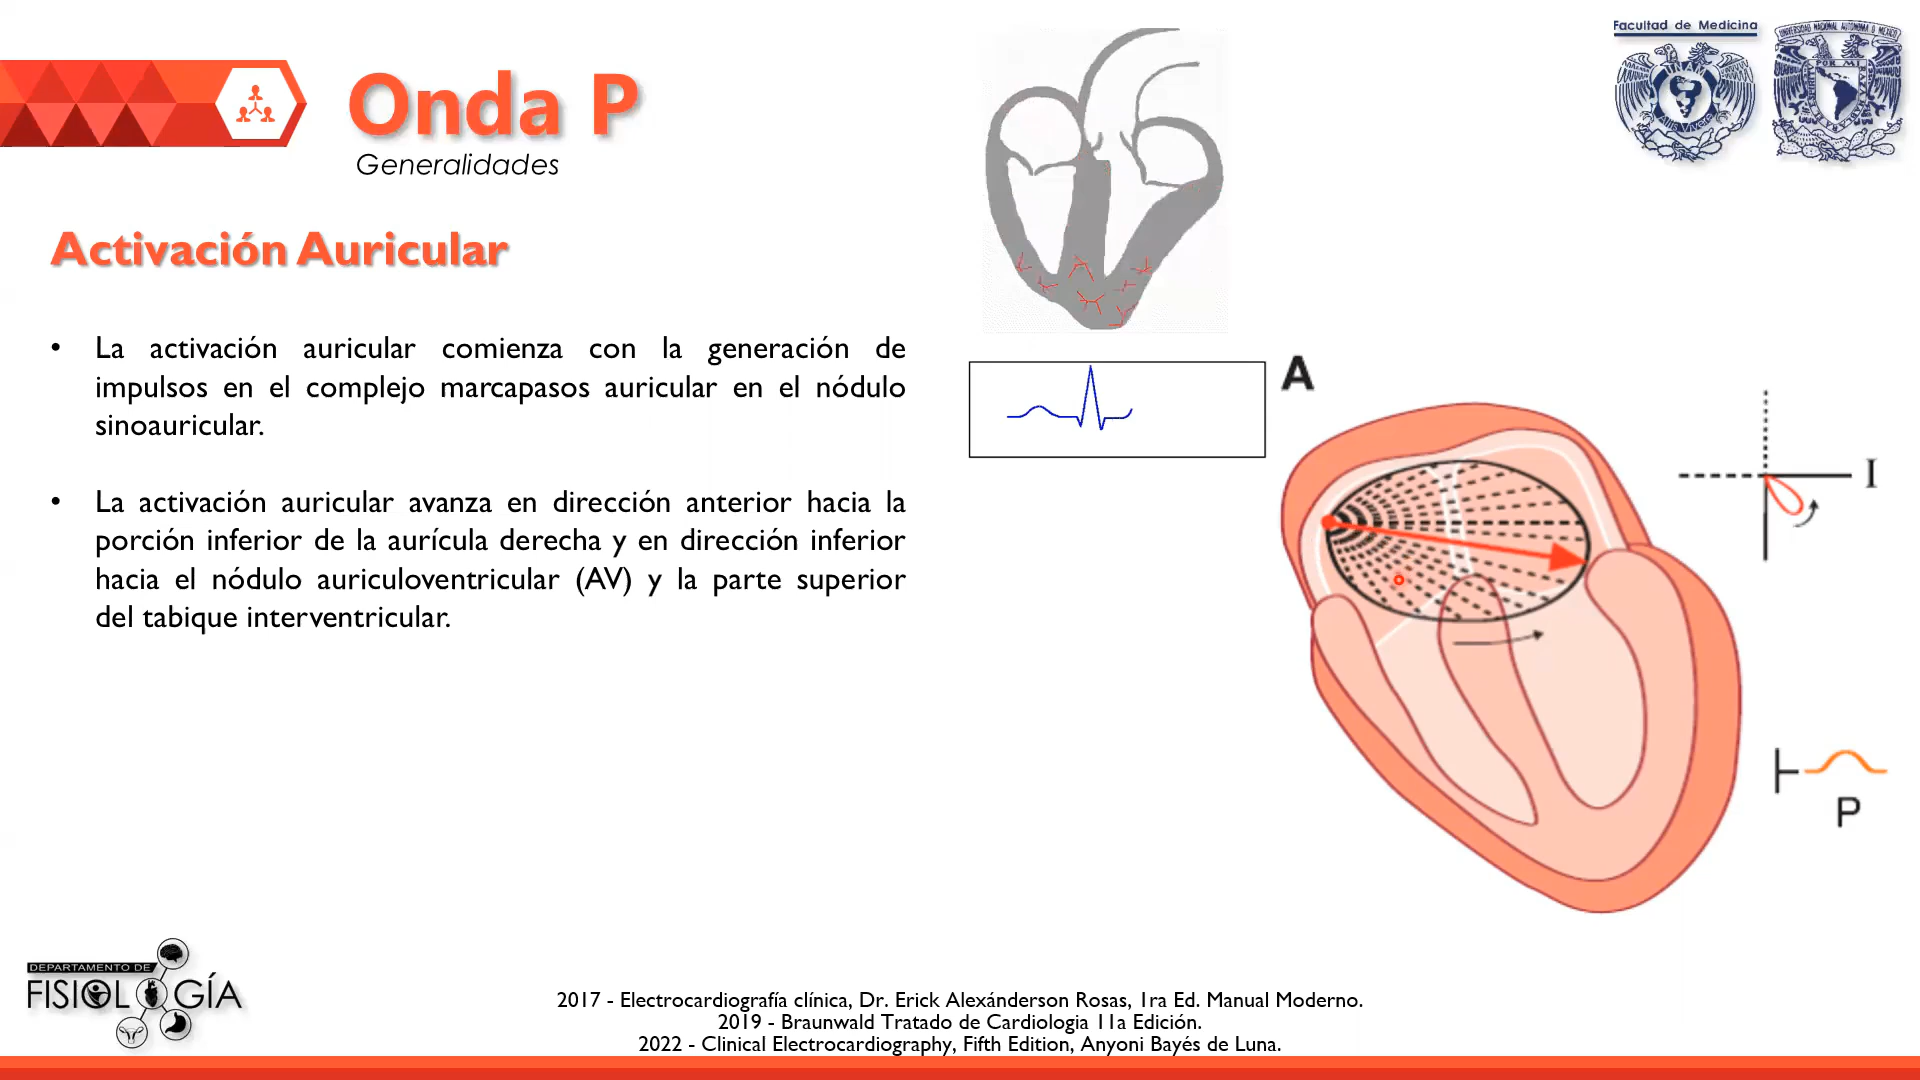 Facultad de Medicina
Onda P
Generalidades
Activación Auricular
• La activación auricular comienza con la generación de
impulsos en el complejo marcapasos auricular en el nódulo
sinoauricular.
• La activación auricular avanza en dirección anterior hacia la
porción inferior de la aurícula derecha y en dirección inferior
hacia el nódulo auriculoventricular (AV) y la parte superior
del tabique interventricular.
A
I
P
DEPARTAMENTO DE
FISIOLOGÍA
2017 - Electrocardiografía clínica, Dr. Erick Alexánderson Rosas, 1ra Ed. Manual Moderno.
2019 - Braunwald Tratado de Cardiologia 11a Edición.
2022 - Clinical Electrocardiography, Fifth Edition, Anyoni Bayés de Luna.